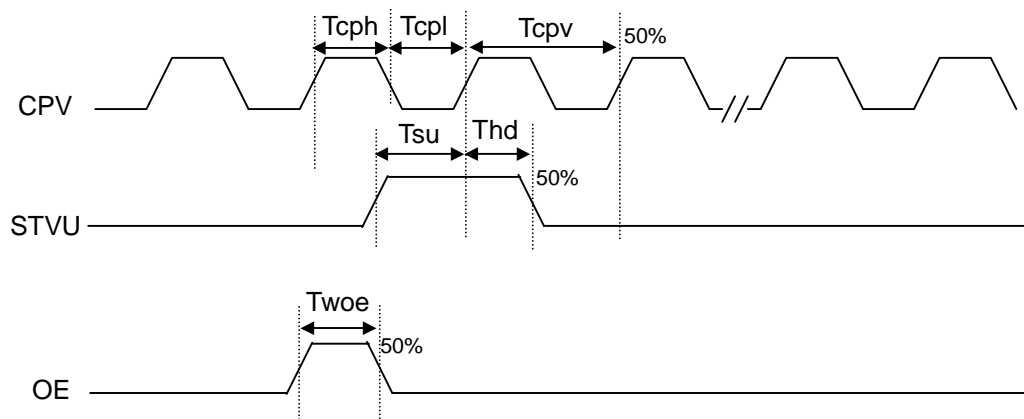 Tcph Tcpl Tcpv 50%
CPV
Tsu Thd
50%
STVU
Twoe
50%
OE